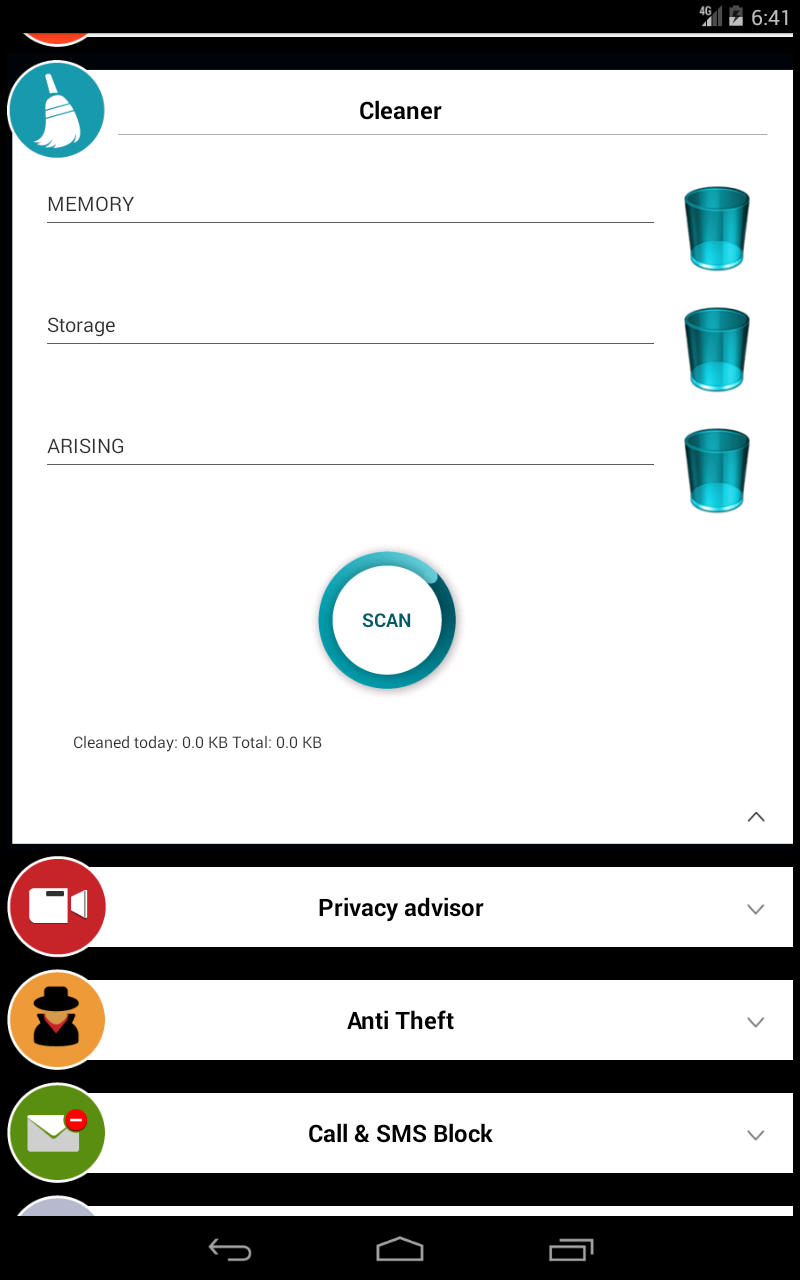 4G 6:41
Cleaner
MEMORY
Storage
ARISING
SCAN
Cleaned today: 0.0 KB Total: 0.0 KB
Privacy advisor
Anti Theft
Call & SMS Block